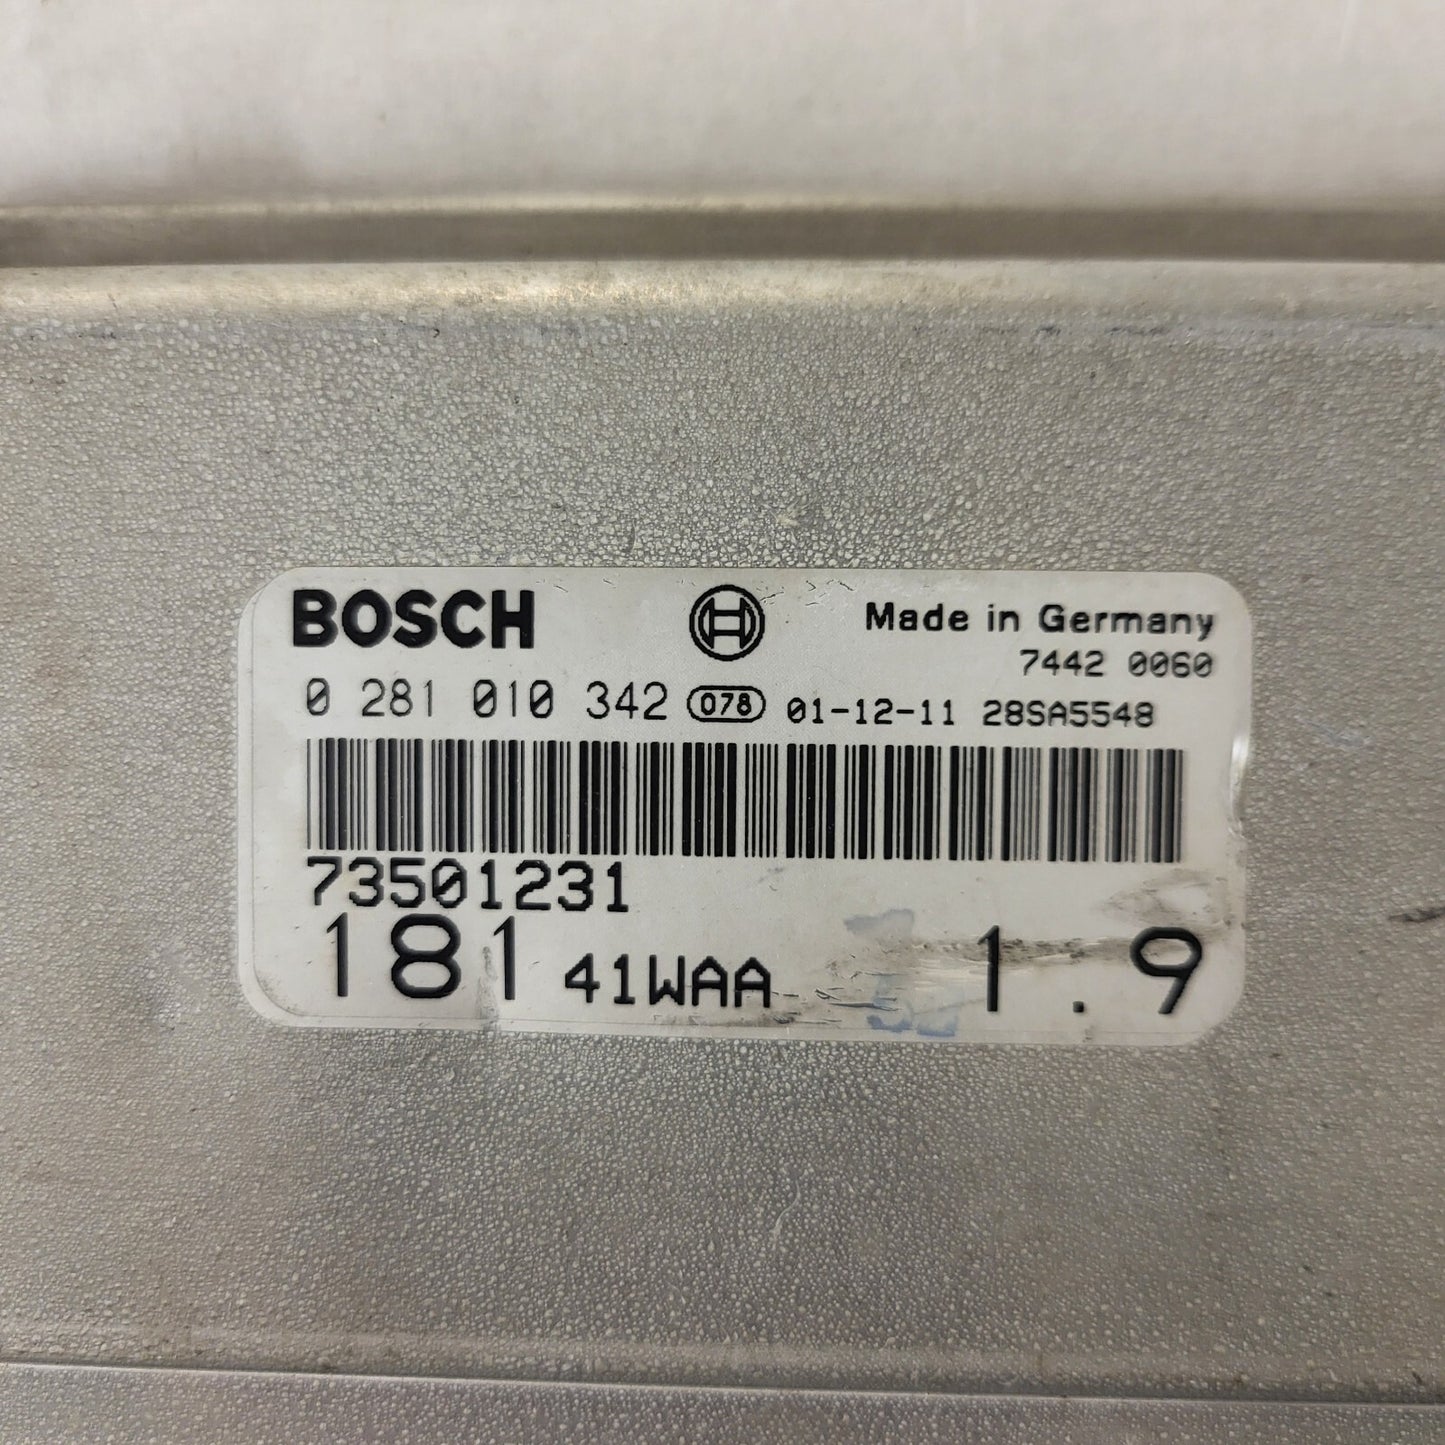 BOSCH
Made in Germany
7442 0060
0 281 010 342 078 01-12-11 28SA5548
73501231
181 41WAA 1.9